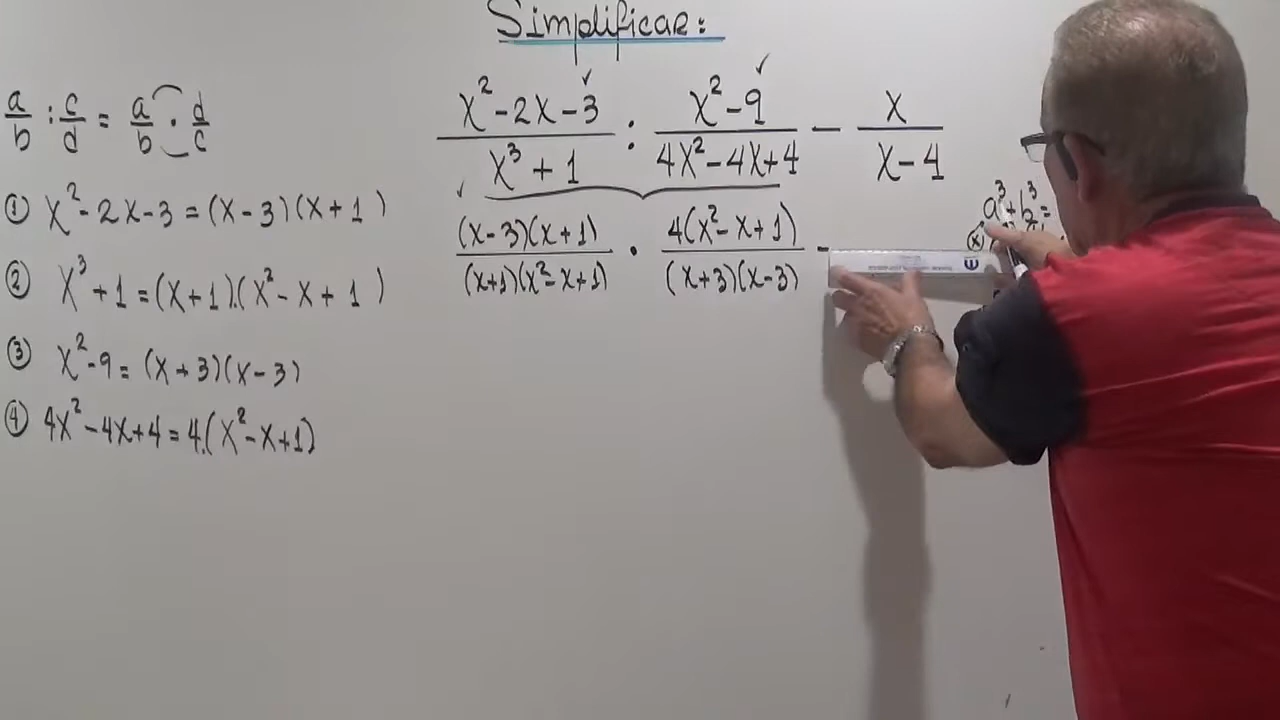 Simplificar:
a/b : c/d = a/b · d/c
(x² - 2x - 3)/(x³ + 1) : (x² - 9)/(4x² - 4x + 4) - x/(x - 4)
① x² - 2x - 3 = (x - 3)(x + 1)
a³ + b³ =
(x)
((x - 3)(x + 1))/((x + 1)(x² - x + 1)) · (4(x² - x + 1))/((x + 3)(x - 3)) -
② x³ + 1 = (x + 1).(x² - x + 1)
③ x² - 9 = (x + 3)(x - 3)
④ 4x² - 4x + 4 = 4.(x² - x + 1)